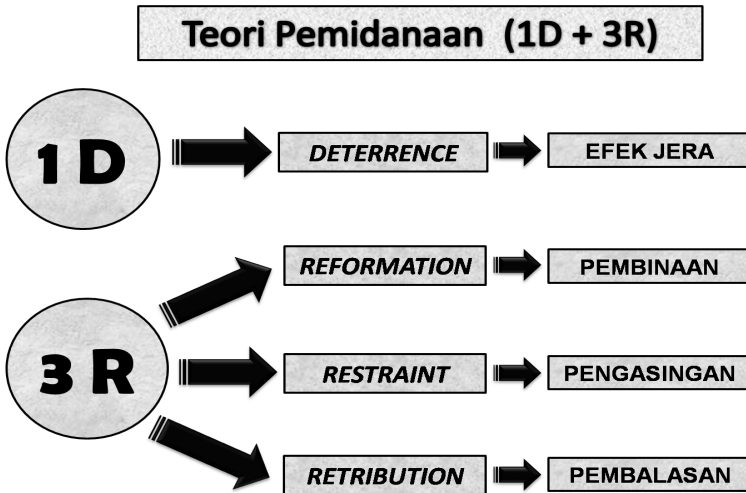 Teori Pemidanaan (1D + 3R)
1 D
DETERRENCE
EFEK JERA
REFORMATION
PEMBINAAN
3 R
RESTRAINT
PENGASINGAN
RETRIBUTION
PEMBALASAN